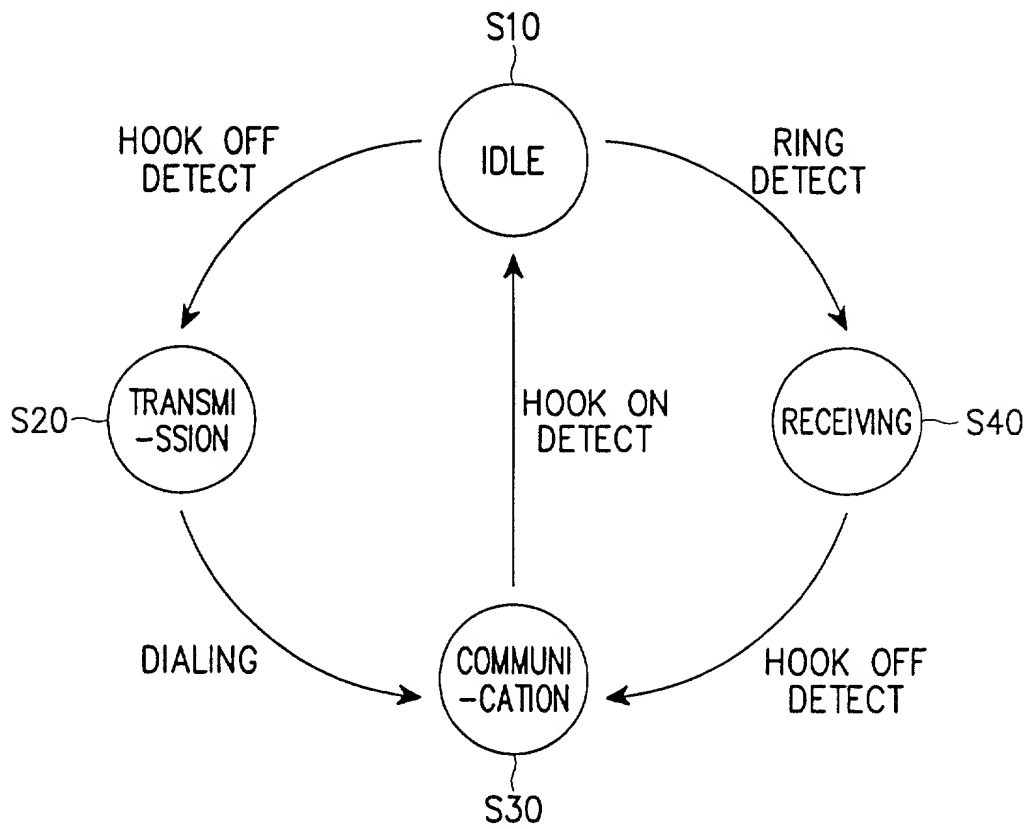 S10
IDLE
HOOK OFF
DETECT
RING
DETECT
S20
TRANSMI
-SSION
HOOK ON
DETECT
RECEIVING
S40
DIALING
COMMUNI
-CATION
HOOK OFF
DETECT
S30